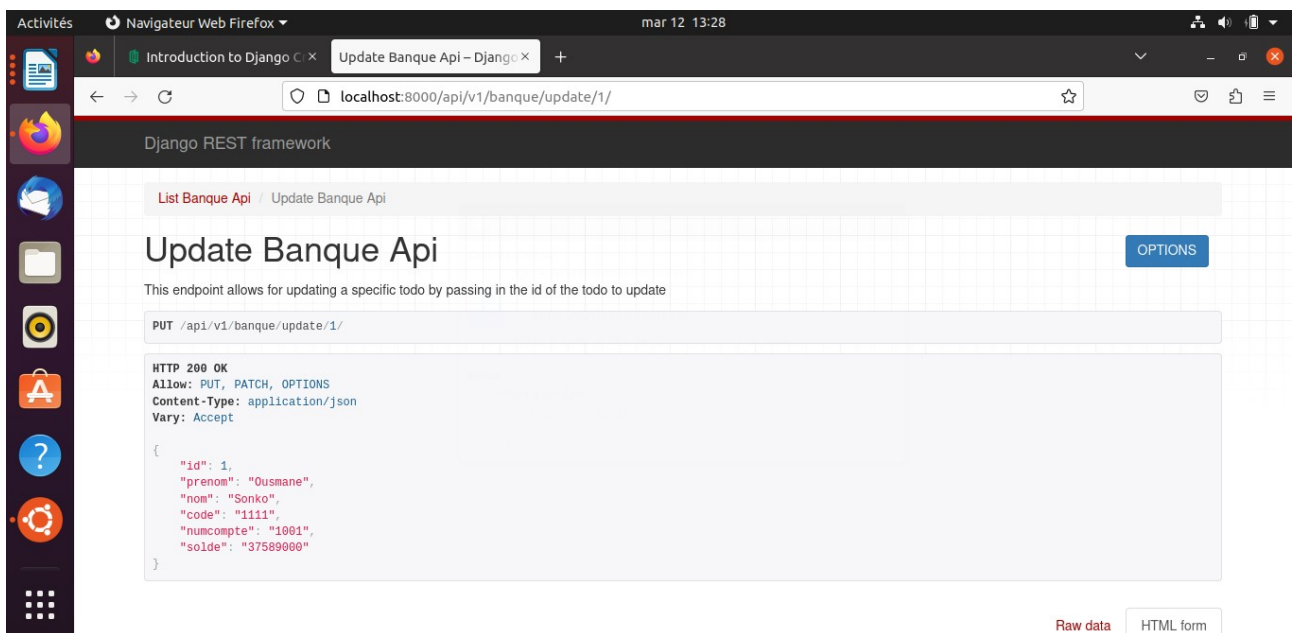 Activités
Navigateur Web Firefox
mar 12 13:28
Introduction to Django C
Update Banque Api – Django
localhost:8000/api/v1/banque/update/1/
Django REST framework
List Banque Api / Update Banque Api
Update Banque Api
OPTIONS
This endpoint allows for updating a specific todo by passing in the id of the todo to update
PUT /api/v1/banque/update/1/
HTTP 200 OK
Allow: PUT, PATCH, OPTIONS
Content-Type: application/json
Vary: Accept
{
"id": 1,
"prenom": "Ousmane",
"nom": "Sonko",
"code": "1111",
"numcompte": "1001",
"solde": "37589000"
}
Raw data
HTML form